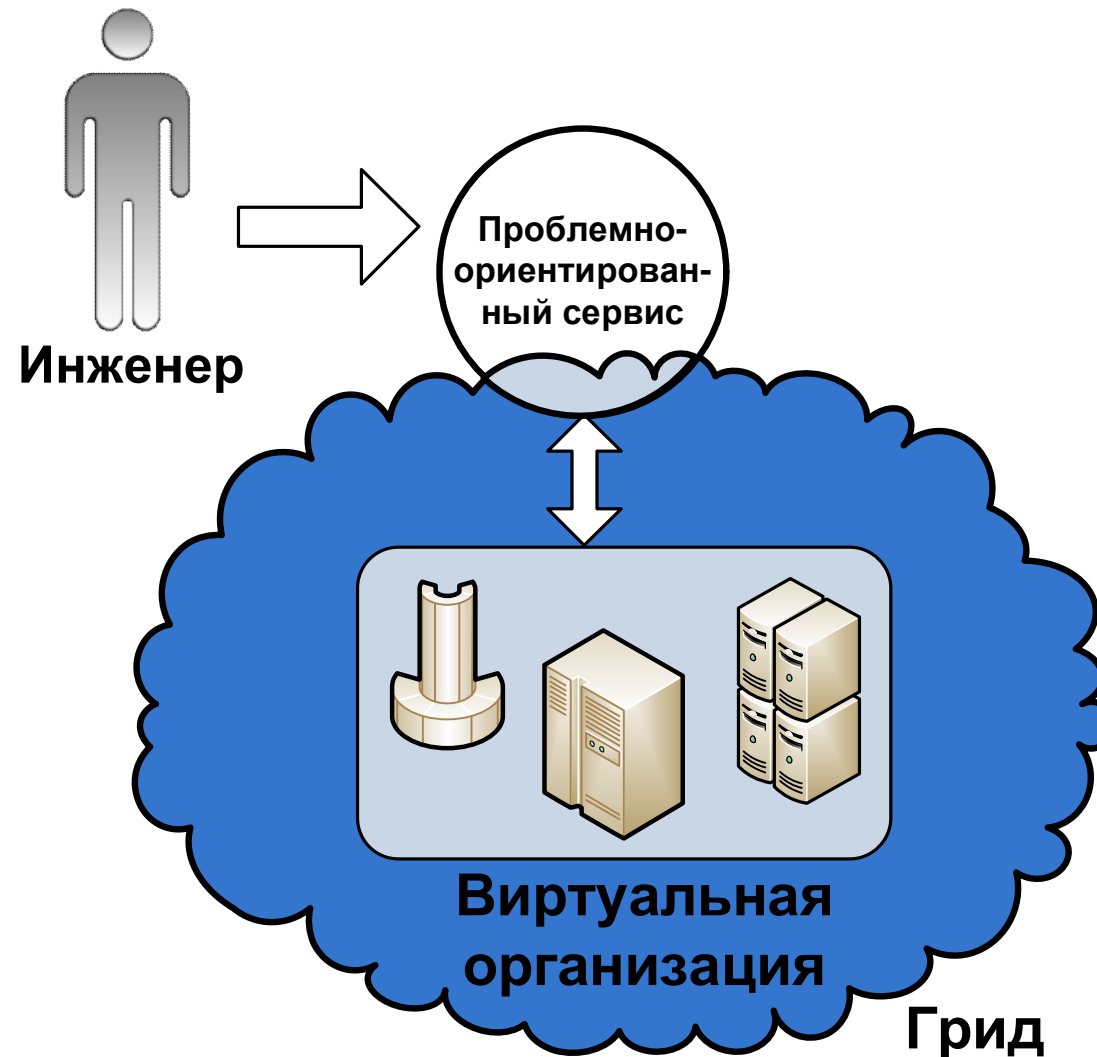 Проблемно-
ориентирован-
ный сервис
Инженер
Виртуальная
организация
Грид